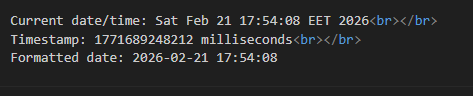 Current date/time: Sat Feb 21 17:54:08 EET 2026<br></br>
Timestamp: 1771689248212 milliseconds<br></br>
Formatted date: 2026-02-21 17:54:08